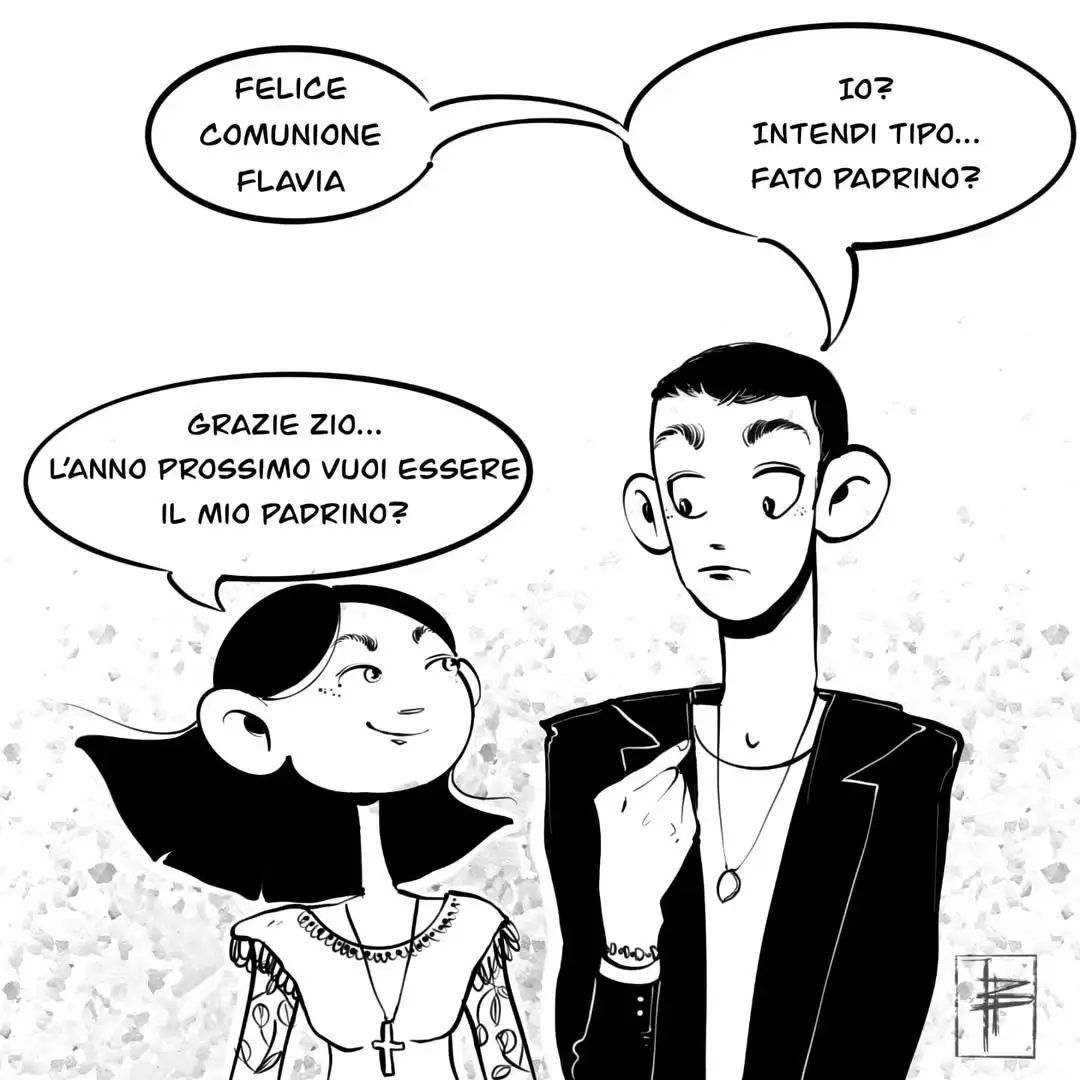 FELICE
COMUNIONE
FLAVIA
GRAZIE ZIO...
L'ANNO PROSSIMO VUOI ESSERE
IL MIO PADRINO?
IO?
INTENDI TIPO...
FATO PADRINO?